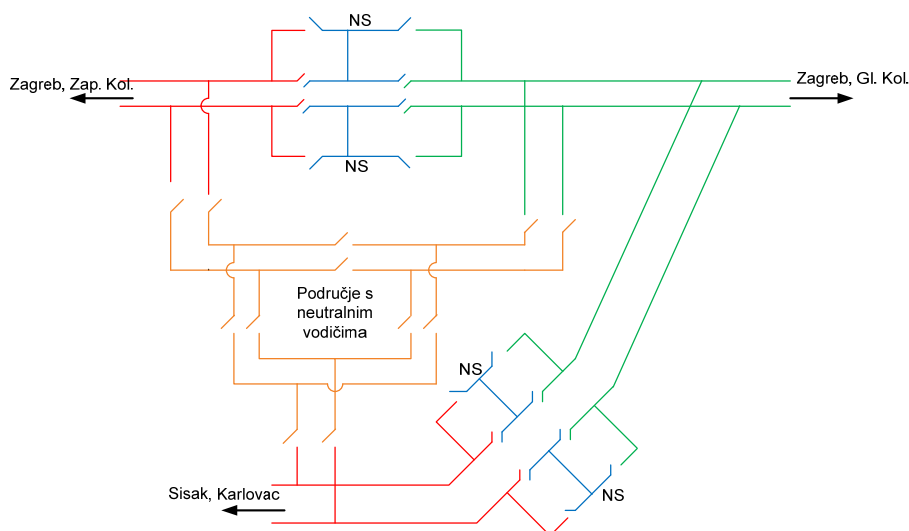 NS
Zagreb, Zap. Kol.
Zagreb, Gl. Kol.
NS
Područje s
neutralnim
vodičima
NS
NS
Sisak, Karlovac